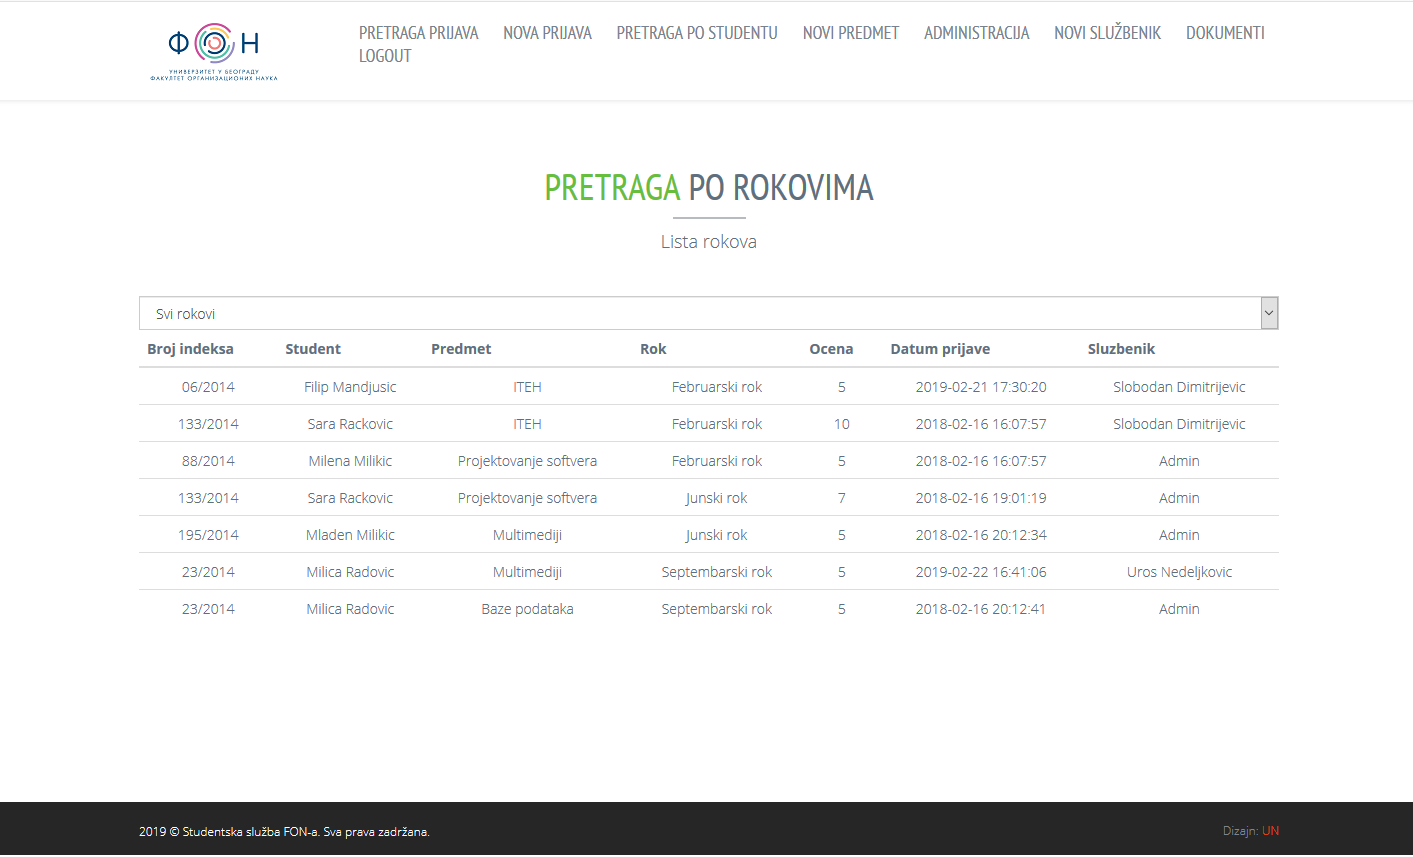 ФОН
УНИВЕРЗИТЕТ У БЕОГРАДУ
ФАКУЛТЕТ ОРГАНИЗАЦИОНИХ НАУКА
PRETRAGA PRIJAVA NOVA PRIJAVA PRETRAGA PO STUDENTU NOVI PREDMET ADMINISTRACIJA NOVI SLUŽBENIK DOKUMENTI
LOGOUT
PRETRAGA PO ROKOVIMA
Lista rokova
Svi rokovi
Broj indeksa Student Predmet Rok Ocena Datum prijave Sluzbenik
06/2014 Filip Mandjusic ITEH Februarski rok 5 2019-02-21 17:30:20 Slobodan Dimitrijevic
133/2014 Sara Rackovic ITEH Februarski rok 10 2018-02-16 16:07:57 Slobodan Dimitrijevic
88/2014 Milena Milikic Projektovanje softvera Februarski rok 5 2018-02-16 16:07:57 Admin
133/2014 Sara Rackovic Projektovanje softvera Junski rok 7 2018-02-16 19:01:19 Admin
195/2014 Mladen Milikic Multimediji Junski rok 5 2018-02-16 20:12:34 Admin
23/2014 Milica Radovic Multimediji Septembarski rok 5 2019-02-22 16:41:06 Uros Nedeljkovic
23/2014 Milica Radovic Baze podataka Septembarski rok 5 2018-02-16 20:12:41 Admin
2019 © Studentska služba FON-a. Sva prava zadržana. Dizajn: UN